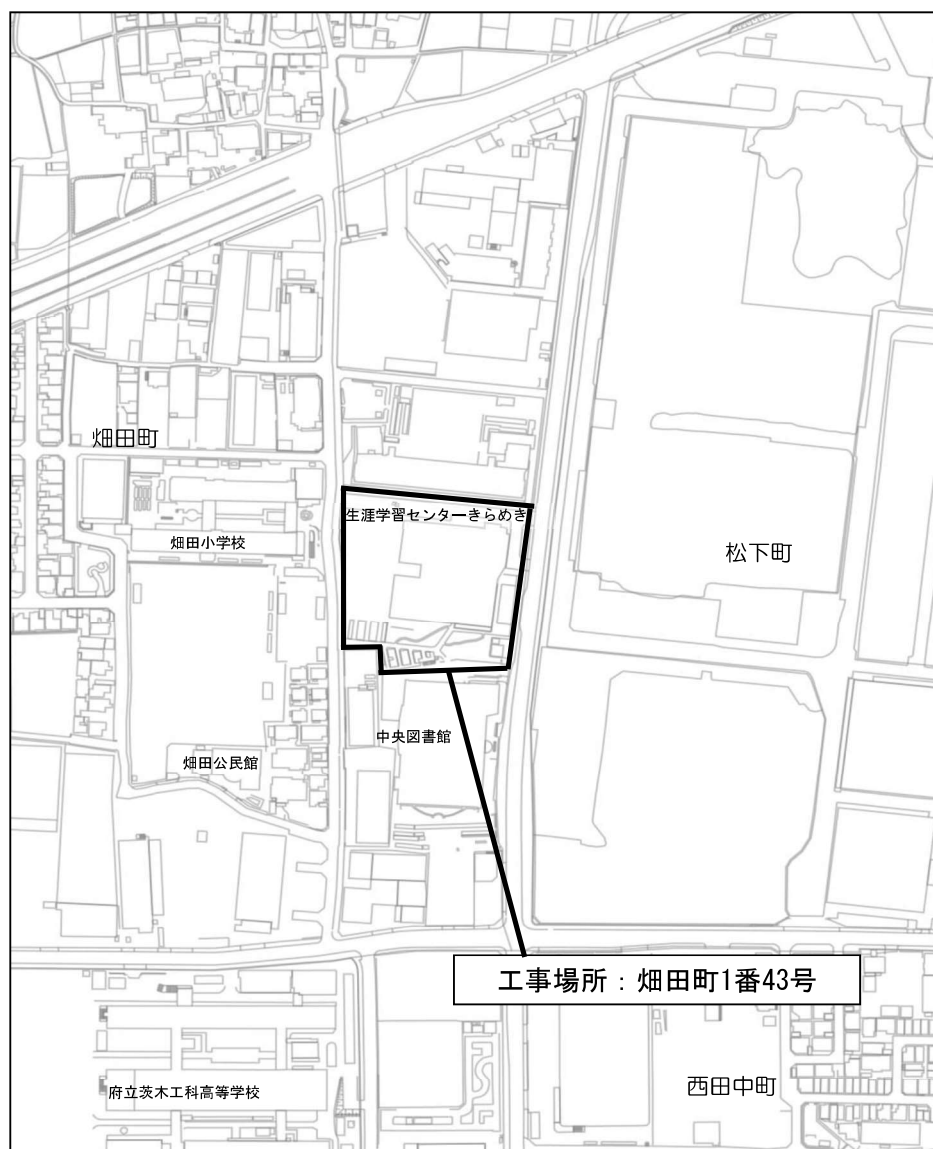 畑田町
生涯学習センターきらめき
畑田小学校
松下町
中央図書館
畑田公民館
工事場所：畑田町1番43号
西田中町
府立茨木工科高等学校